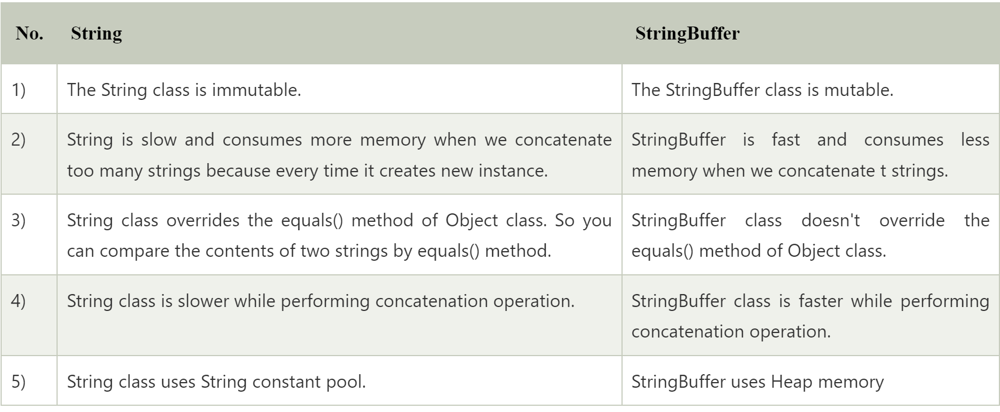 No. String StringBuffer
1) The String class is immutable. The StringBuffer class is mutable.
2) String is slow and consumes more memory when we concatenate
too many strings because every time it creates new instance.
StringBuffer is fast and consumes less
memory when we concatenate t strings.
3) String class overrides the equals() method of Object class. So you
can compare the contents of two strings by equals() method.
StringBuffer class doesn't override the
equals() method of Object class.
4) String class is slower while performing concatenation operation.
StringBuffer class is faster while performing
concatenation operation.
5) String class uses String constant pool. StringBuffer uses Heap memory